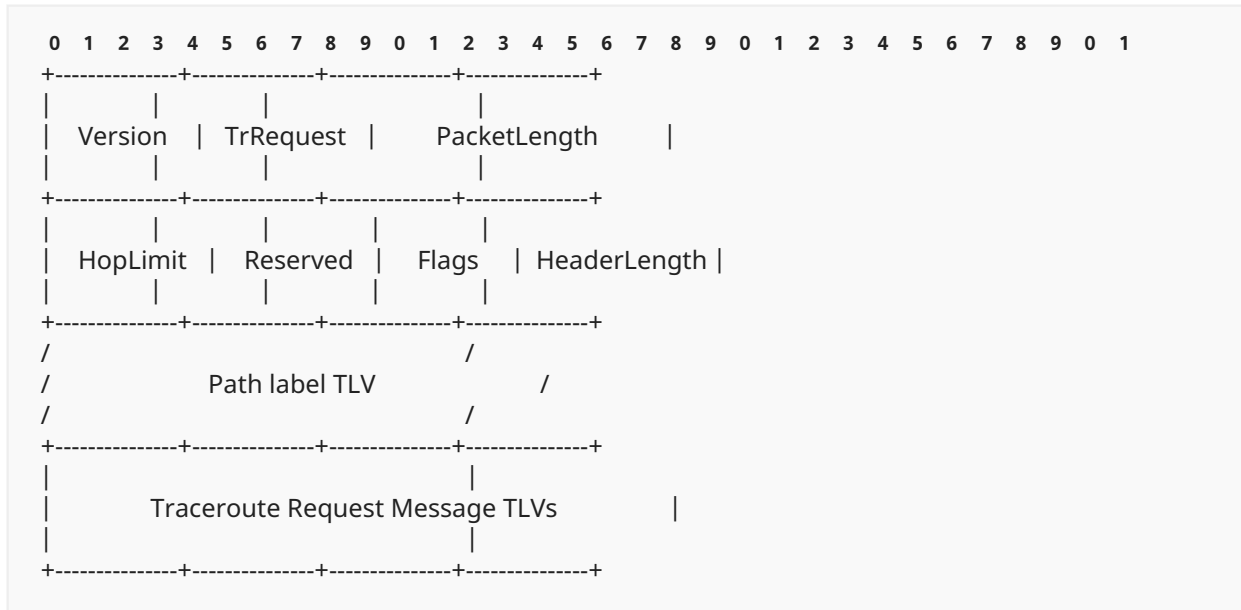 0 1 2 3 4 5 6 7 8 9 0 1 2 3 4 5 6 7 8 9 0 1 2 3 4 5 6 7 8 9 0 1
+---------------+---------------+---------------+---------------+
| | | |
| Version | TrRequest | PacketLength |
| | | |
+---------------+---------------+---------------+---------------+
| | | | |
| HopLimit | Reserved | Flags | HeaderLength |
| | | | |
+---------------+---------------+---------------+---------------+
/ /
/ Path label TLV /
/ /
+---------------+---------------+---------------+---------------+
| |
| Traceroute Request Message TLVs |
| |
+---------------+---------------+---------------+---------------+